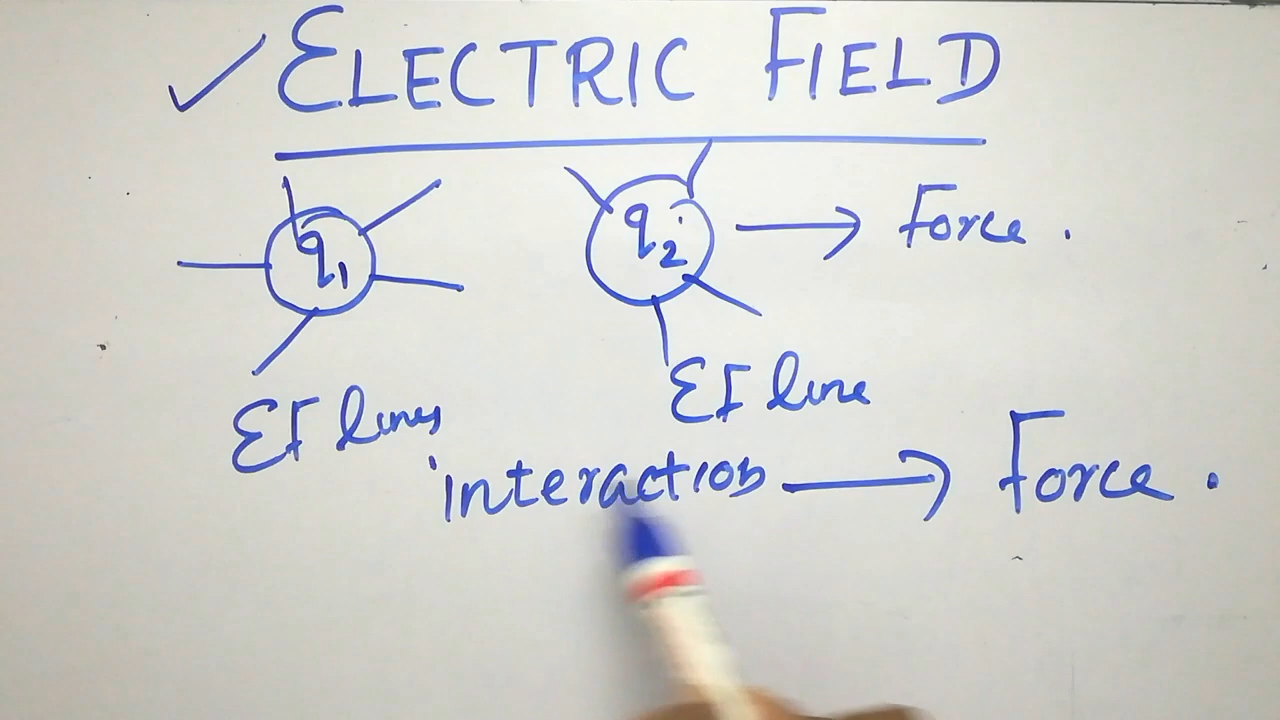 ELECTRIC FIELD
q1
q2
Force.
EF lines
EF line
interaction → Force.